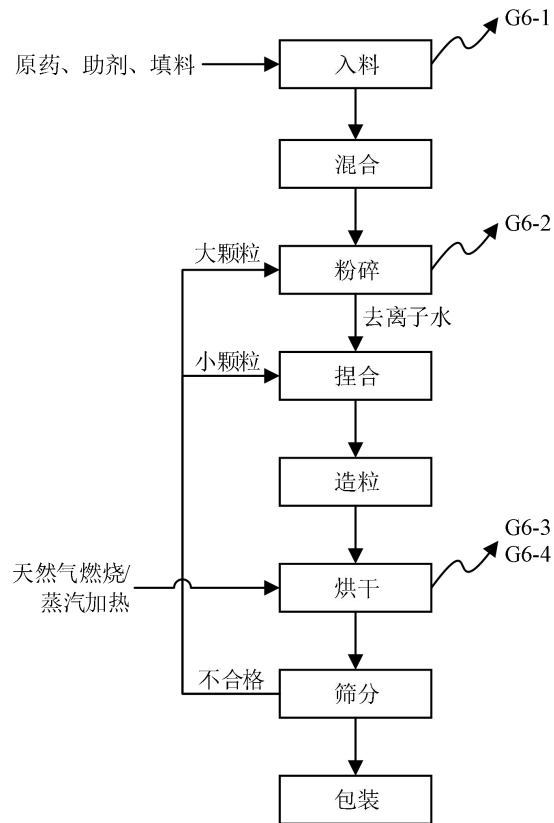 G6-1
原药、助剂、填料
入料
混合
G6-2
大颗粒
粉碎
去离子水
小颗粒
捏合
造粒
G6-3
G6-4
天然气燃烧/
蒸汽加热
烘干
不合格
筛分
包装